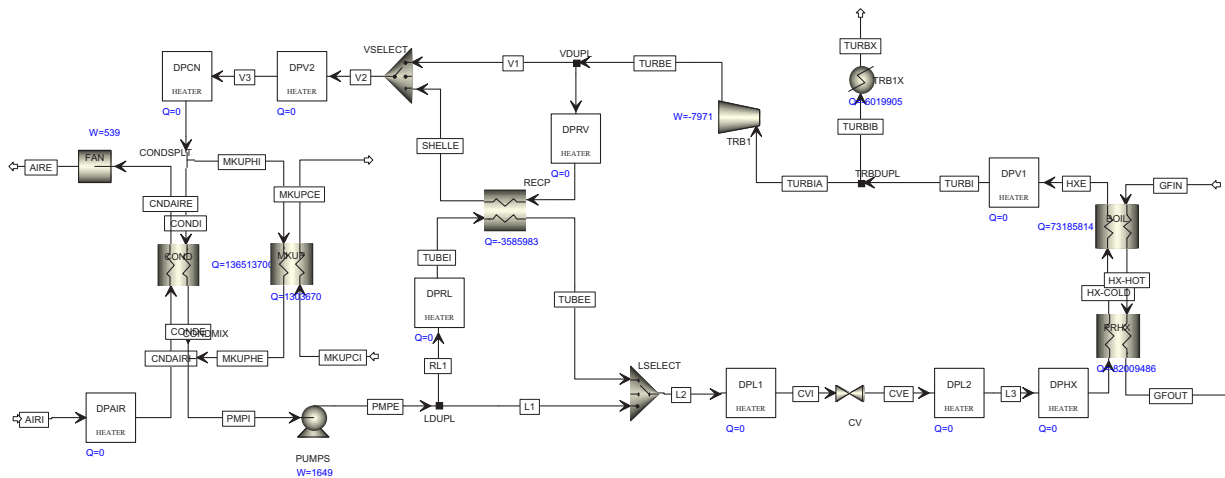 TURBX
TRB1X
Q=6019905
TURBIB
VSELECT
VDUPL
DPCN
HEATER
Q=0
V3
DPV2
HEATER
Q=0
V2
V1
TURBE
W=-7971
TRB1
DPRV
HEATER
Q=0
W=539
FAN
AIRE
CONDSPLT
MKUPHI
MKUPCE
CNDAIRE
CONDI
SHELLE
RECP
Q=-3585983
TURBIA
TRBDUPL
TURBI
DPV1
HEATER
Q=0
HXE
GFIN
BOIL
Q=73185814
COND
Q=136513700
MKUP
Q=1303670
TUBEI
TUBEE
HX-HOT
HX-COLD
DPRL
HEATER
Q=0
PRHX
Q=82009486
CONDE
CONDMIX
CNDAIRI
MKUPHE
MKUPCI
RL1
LSELECT
L2
DPL1
HEATER
Q=0
CVI
CV
CVE
DPL2
HEATER
Q=0
L3
DPHX
HEATER
Q=0
GFOUT
AIRI
DPAIR
HEATER
Q=0
PMPI
PUMPS
W=1649
PMPE
LDUPL
L1